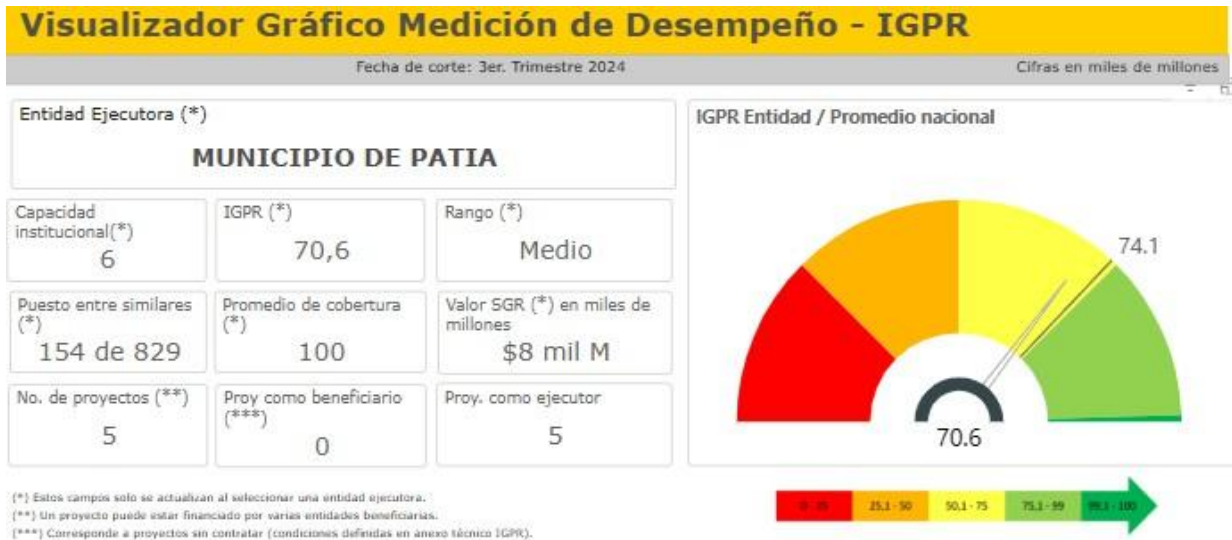 Visualizador Gráfico Medición de Desempeño - IGPR
Fecha de corte: 3er. Trimestre 2024
Cifras en miles de millones
Entidad Ejecutora (*)
MUNICIPIO DE PATIA
Capacidad
institucional(*)
6
IGPR (*)
70,6
Rango (*)
Medio
Puesto entre similares
(*)
154 de 829
Promedio de cobertura
(*)
100
Valor SGR (*) en miles de
millones
$8 mil M
No. de proyectos (**)
5
Proy como beneficiario
(***)
0
Proy. como ejecutor
5
IGPR Entidad / Promedio nacional
74.1
70.6
(*) Estos campos solo se actualizan al seleccionar una entidad ejecutora.
(**) Un proyecto puede estar financiado por varias entidades beneficiarias.
(***) Corresponde a proyectos sin contratar (condiciones definidas en anexo técnico IGPR).
25,1 - 50
50,1 - 75
75,1 - 99
99,1 - 100